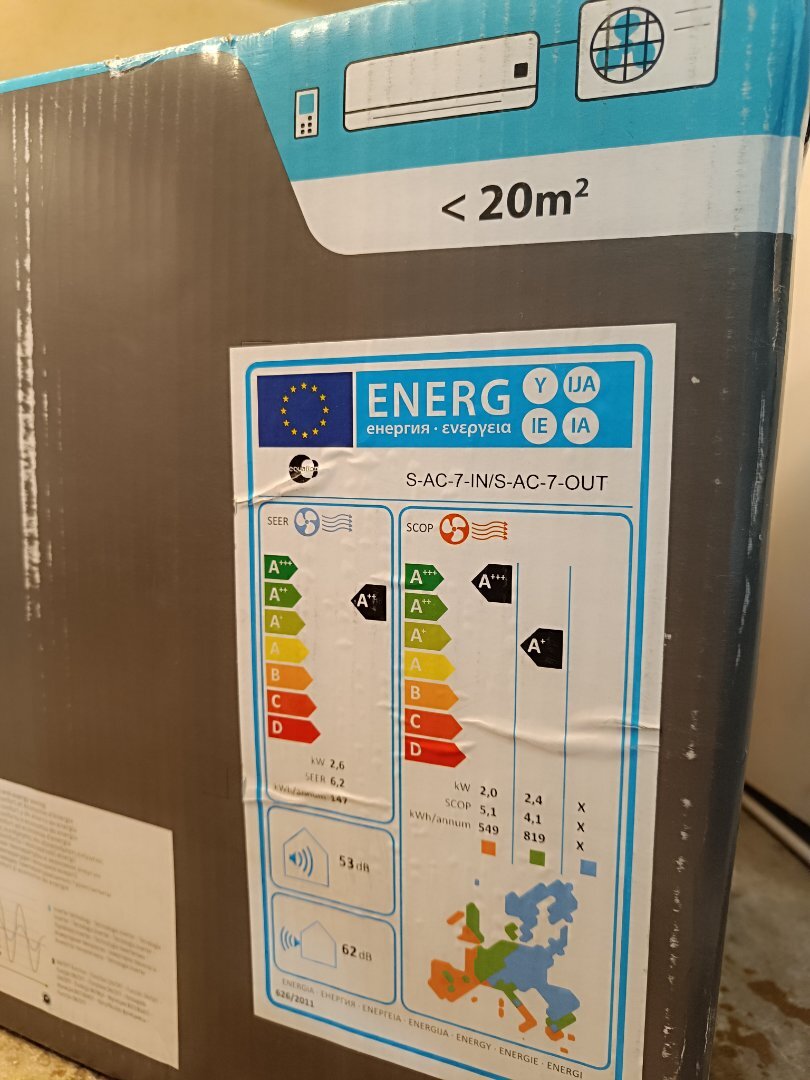 < 20m²
ENERG Y IJA
енергия · ενεργεια IE IA
equation
S-AC-7-IN/S-AC-7-OUT
SEER
SCOP
A+++
A++
A+
A
B
C
D
A++
A+++
A++
A+
A
B
C
D
A+++
A+
kW 2,6
SEER 6,2
kWh/annum 147
kW 2,0 2,4 X
SCOP 5,1 4,1 X
kWh/annum 549 819 X
53dB
62dB
ENERGIA · ЕНЕРГИЯ · ΕΝΕΡΓΕΙΑ · ENERGIJA · ENERGY · ENERGIE · ENERGI
626/2011